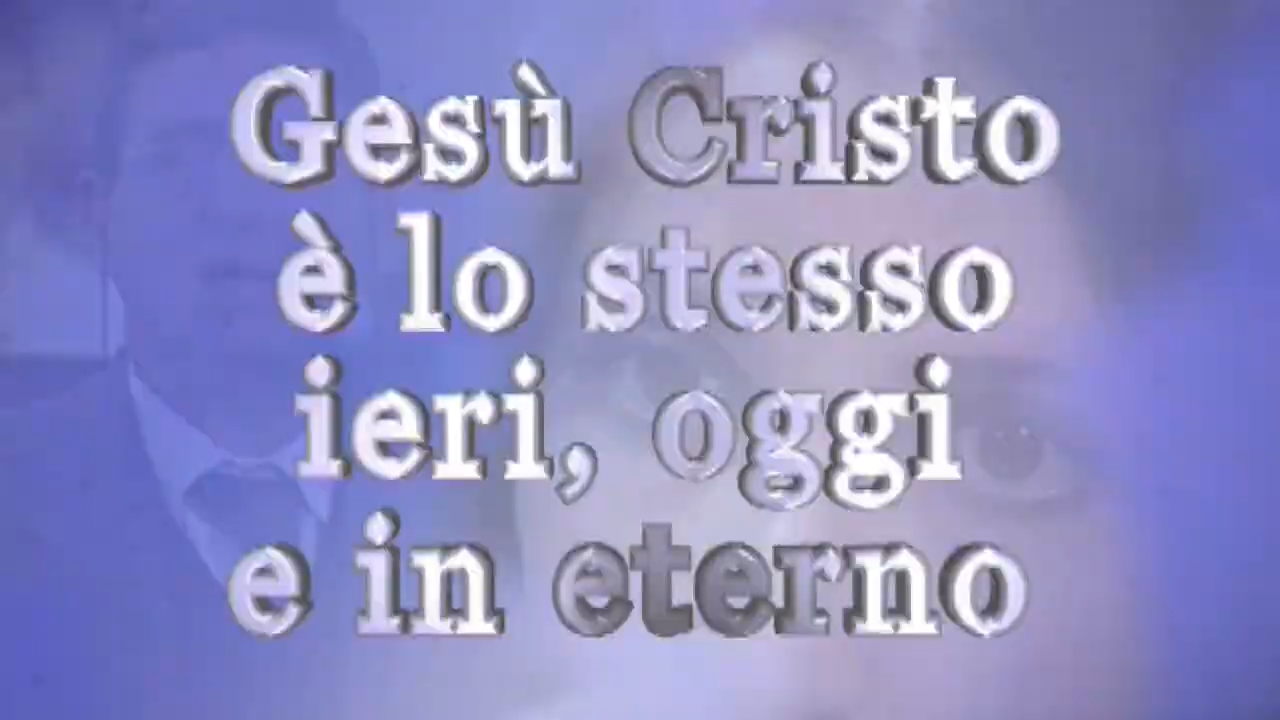 Gesù Cristo
è lo stesso
ieri, oggi
e in eterno